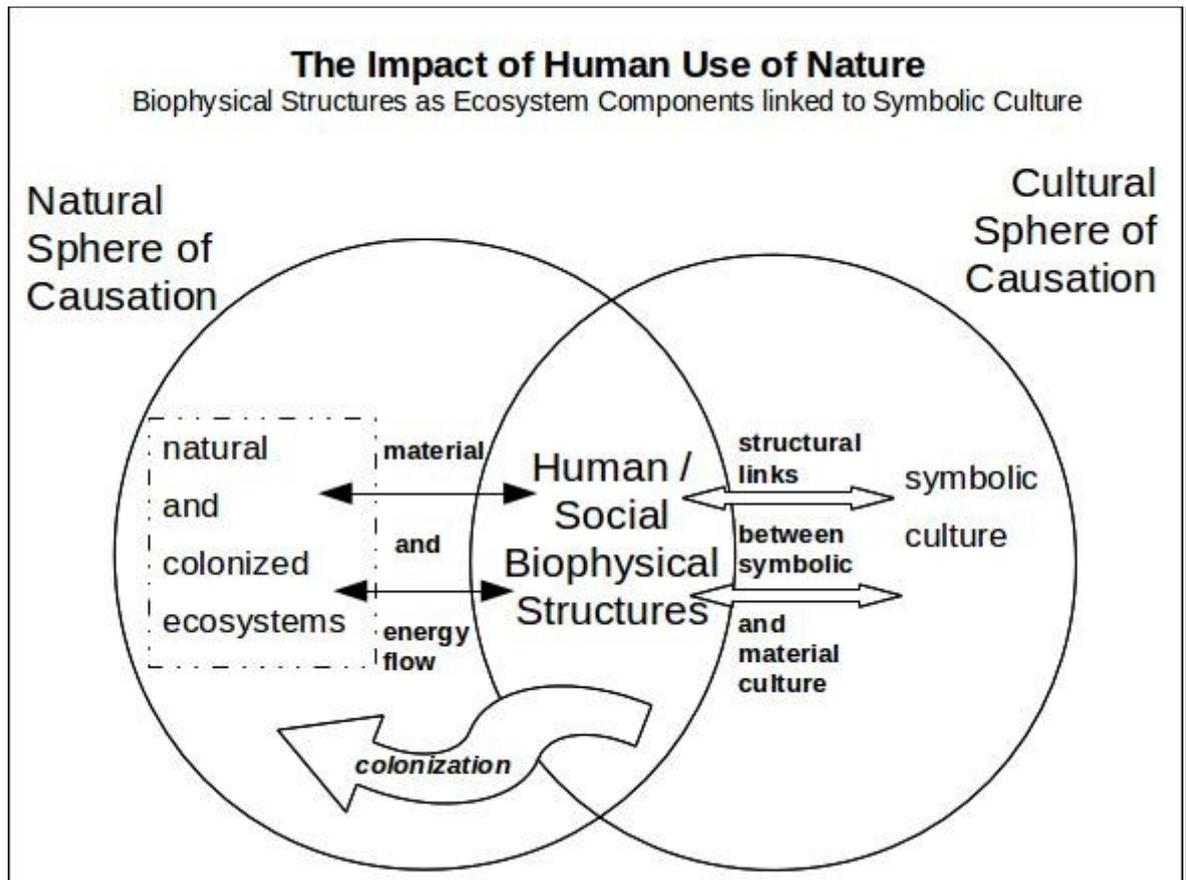 The Impact of Human Use of Nature
Biophysical Structures as Ecosystem Components linked to Symbolic Culture
Natural
Sphere of
Causation
Cultural
Sphere of
Causation
natural
and
colonized
ecosystems
material
and
energy
flow
Human /
Social
Biophysical
Structures
structural
links
between
symbolic
and
material
culture
symbolic
culture
colonization